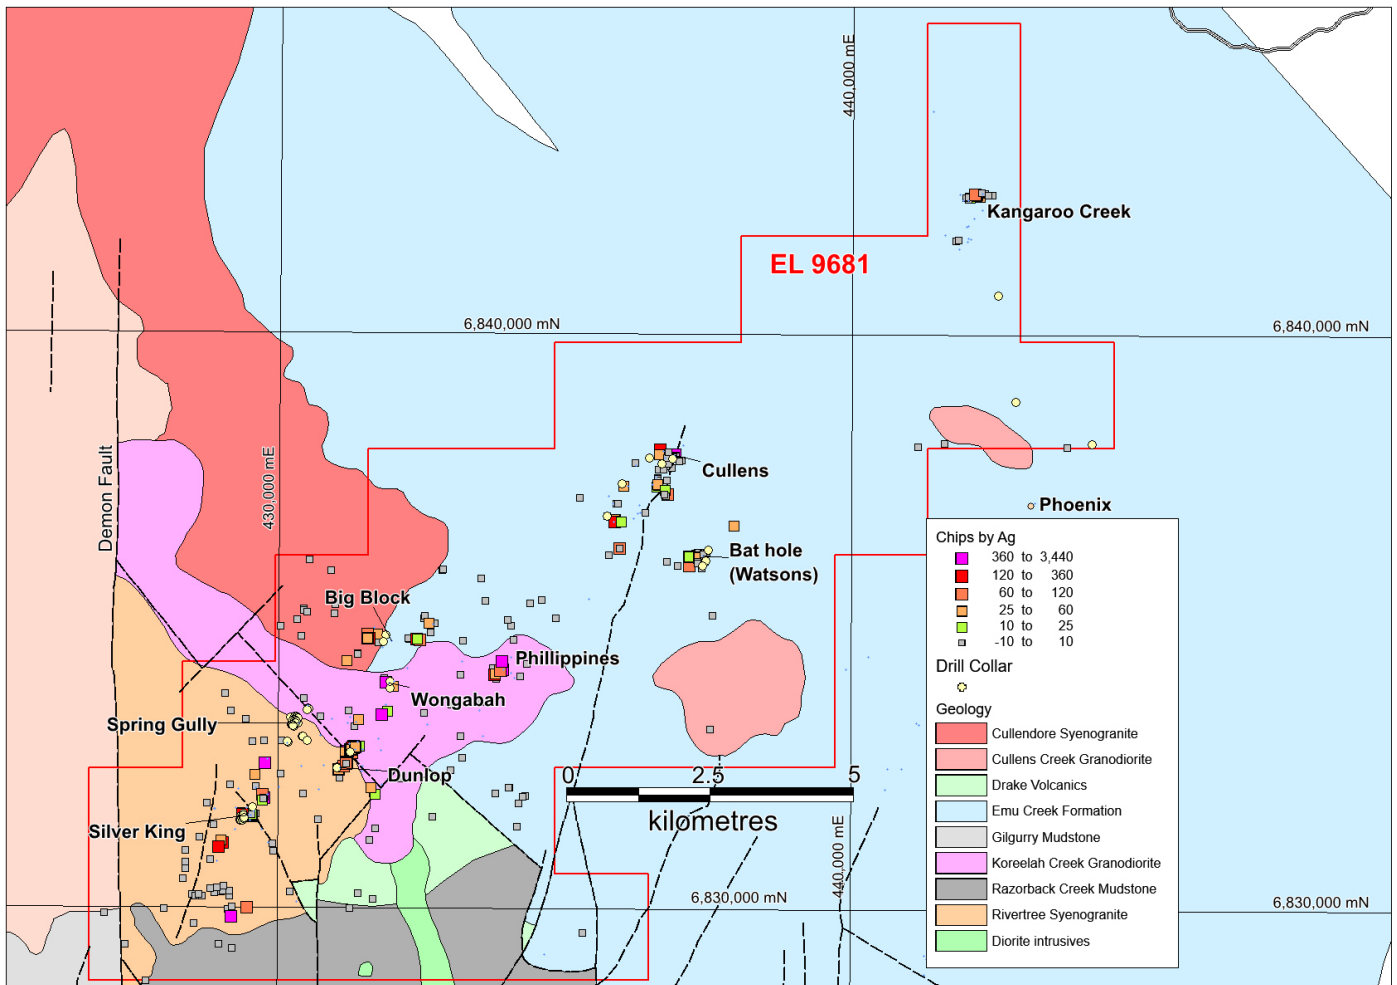 440,000 mE
Kangaroo Creek
EL 9681
6,840,000 mN
6,840,000 mN
Demon Fault
430,000 mE
Cullens
Phoenix
Bat hole
(Watsons)
Big Block
Phillippines
Wongabah
Spring Gully
Dunlop
Silver King
0 2.5 5
kilometres
440,000 mE
6,830,000 mN
6,830,000 mN
Chips by Ag
360 to 3,440
120 to 360
60 to 120
25 to 60
10 to 25
-10 to 10
Drill Collar
Geology
Cullendore Syenogranite
Cullens Creek Granodiorite
Drake Volcanics
Emu Creek Formation
Gilgurry Mudstone
Koreelah Creek Granodiorite
Razorback Creek Mudstone
Rivertree Syenogranite
Diorite intrusives